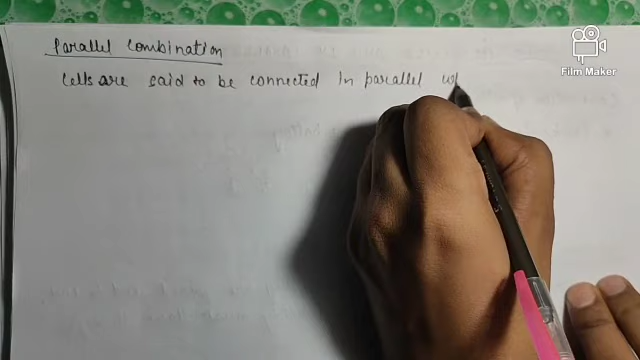 Parallel Combination
Cells are said to be connected in parallel
Film Maker